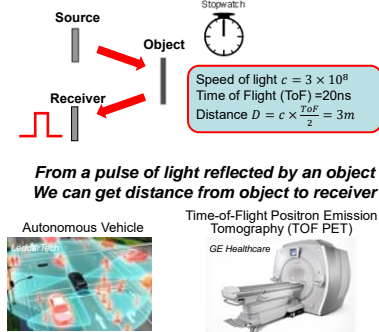 Stopwatch
Source
Object
Receiver
Speed of light c = 3 × 10⁸
Time of Flight (ToF) =20ns
Distance D = c × ToF/2 = 3m
From a pulse of light reflected by an object
We can get distance from object to receiver
Autonomous Vehicle
LeddarTech
Time-of-Flight Positron Emission
Tomography (TOF PET)
GE Healthcare